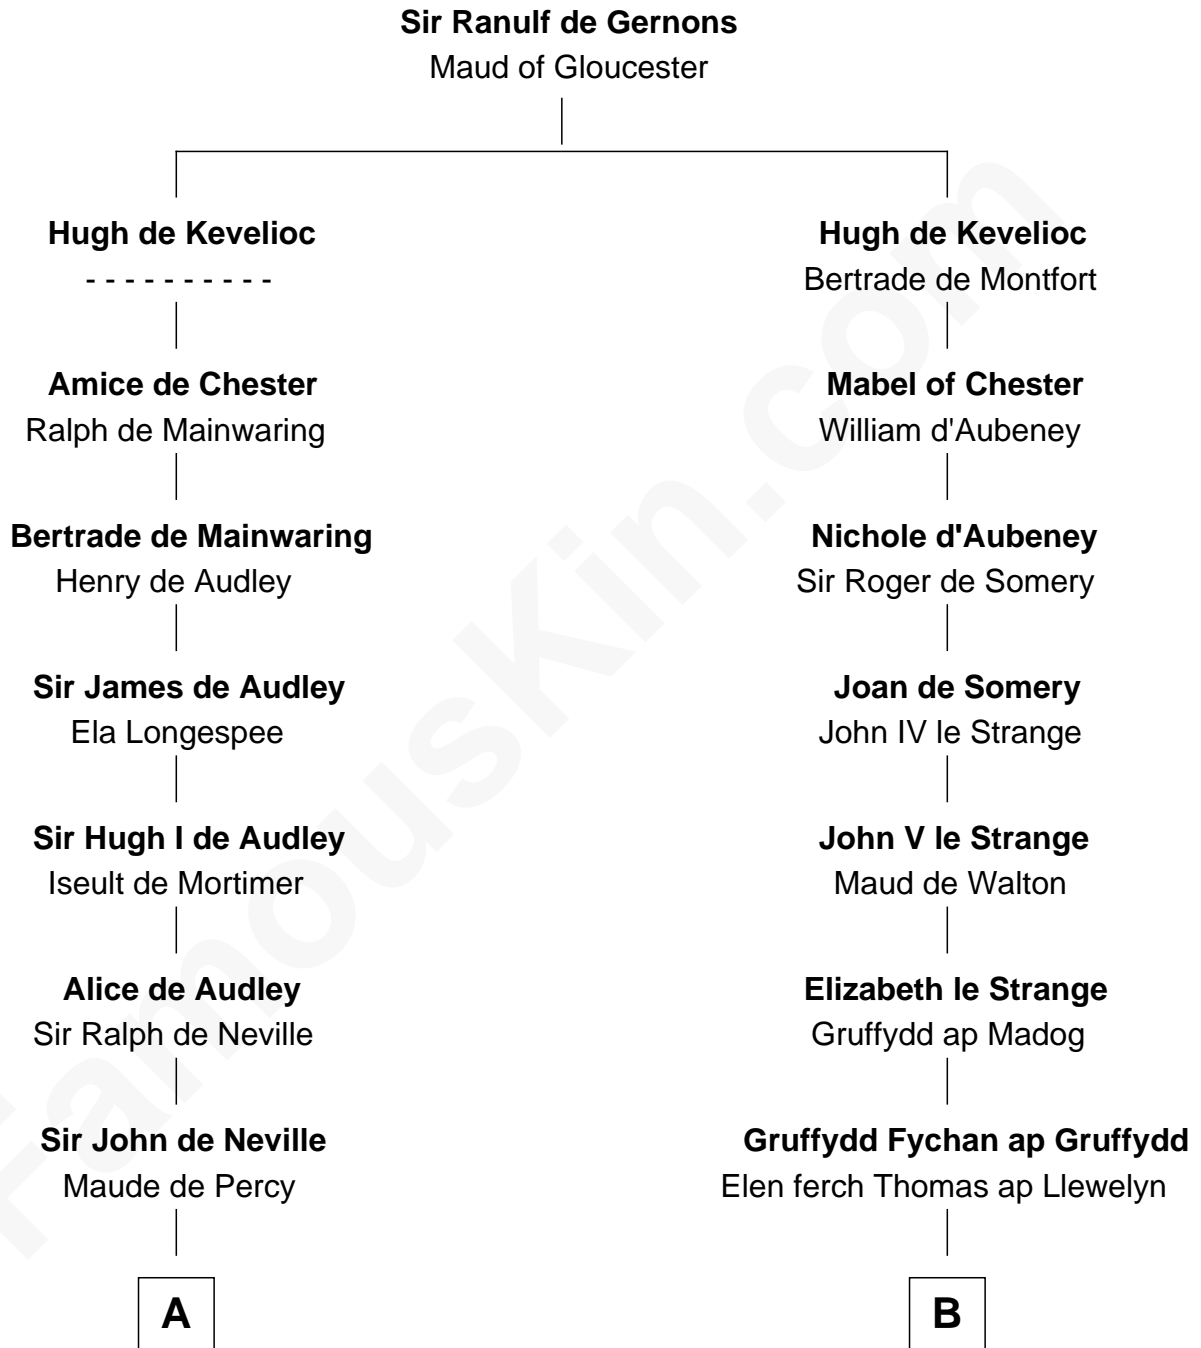 Sir Ranulf de Gernons
Maud of Gloucester
Hugh de Kevelioc
- - - - - - - - - -
Amice de Chester
Ralph de Mainwaring
Bertrade de Mainwaring
Henry de Audley
Sir James de Audley
Ela Longespee
Sir Hugh I de Audley
Iseult de Mortimer
Alice de Audley
Sir Ralph de Neville
Sir John de Neville
Maude de Percy
A
Hugh de Kevelioc
Bertrade de Montfort
Mabel of Chester
William d'Aubeney
Nichole d'Aubeney
Sir Roger de Somery
Joan de Somery
John IV le Strange
John V le Strange
Maud de Walton
Elizabeth le Strange
Gruffydd ap Madog
Gruffydd Fychan ap Gruffydd
Elen ferch Thomas ap Llewelyn
B
FamousKin.com